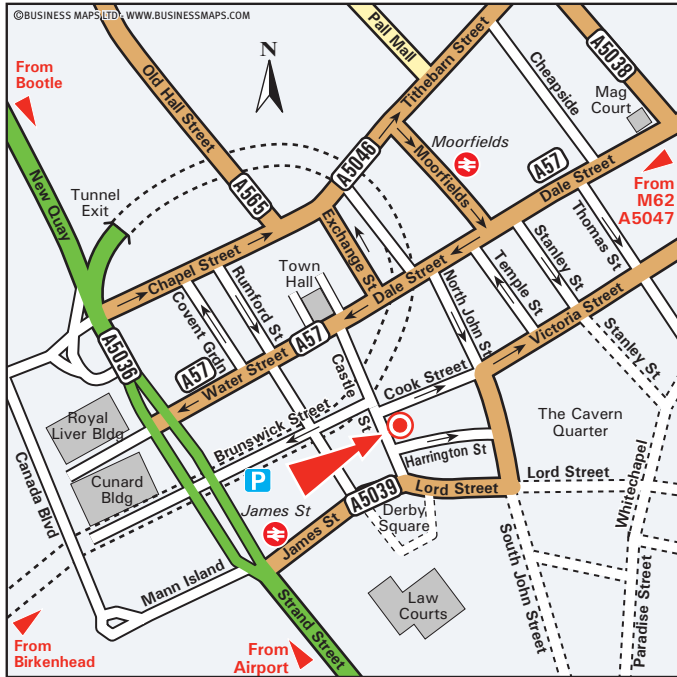 ©BUSINESS MAPS LTD - WWW.BUSINESSMAPS.COM
From
Bootle
Old Hall Street
N
Pall Mall
Tithebarn Street
Cheapside
A5038
Mag
Court
Moorfields
Moorfields
A5046
A57
Dale Street
From
M62
A5047
New Quay
Tunnel
Exit
A565
Chapel Street
Exchange St
Town
Hall
Rumford St
Covent Grdn
Dale Street
North John St
Temple St
Stanley St
Thomas St
Victoria Street
Stanley St
A5036
A57
Water Street
A57
Castle St
Cook Street
Brunswick Street
Royal
Liver Bldg
Cunard
Bldg
Canada Blvd
P
James St
Harrington St
The Cavern
Quarter
Lord Street
Lord Street
A5039
James St
Derby
Square
Whitechapel
Mann Island
Law
Courts
South John Street
Paradise Street
Strand Street
From
Birkenhead
From
Airport